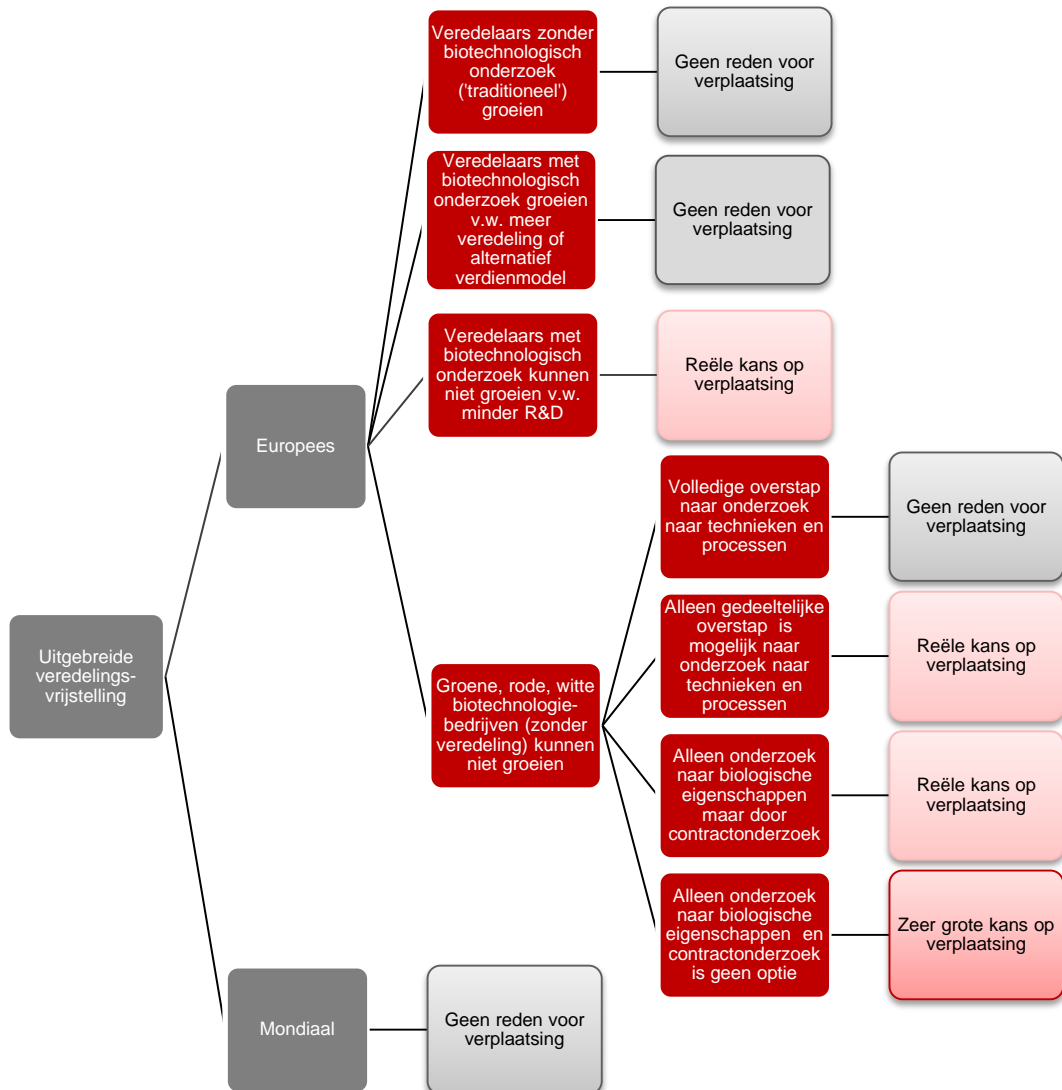 Veredelaars zonder
biotechnologisch
onderzoek
('traditioneel')
groeien
Geen reden voor
verplaatsing
Veredelaars met
biotechnologisch
onderzoek groeien
v.w. meer
veredeling of
alternatief
verdienmodel
Geen reden voor
verplaatsing
Veredelaars met
biotechnologisch
onderzoek kunnen
niet groeien v.w.
minder R&D
Reële kans op
verplaatsing
Europees
Volledige overstap
naar onderzoek
naar technieken en
processen
Geen reden voor
verplaatsing
Alleen gedeeltelijke
overstap is
mogelijk naar
onderzoek naar
technieken en
processen
Reële kans op
verplaatsing
Uitgebreide
veredelings-
vrijstelling
Groene, rode, witte
biotechnologie-
bedrijven (zonder
veredeling) kunnen
niet groeien
Alleen onderzoek
naar biologische
eigenschappen
maar door
contractonderzoek
Reële kans op
verplaatsing
Alleen onderzoek
naar biologische
eigenschappen en
contractonderzoek
is geen optie
Zeer grote kans op
verplaatsing
Mondiaal
Geen reden voor
verplaatsing